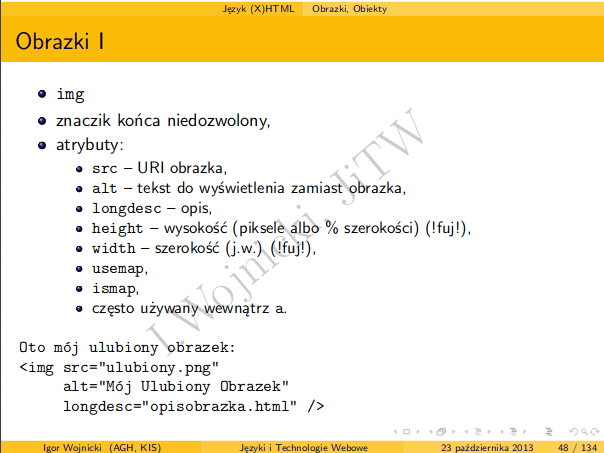 Język (X)HTML Obrazki, Obiekty
Obrazki I
img
znaczik końca niedozwolony,
atrybuty:
src – URI obrazka,
alt – tekst do wyświetlenia zamiast obrazka,
longdesc – opis,
height – wysokość (piksele albo % szerokości) (!fuj!),
width – szerokość (j.w.) (!fuj!),
usemap,
ismap,
często używany wewnątrz a.
Oto mój ulubiony obrazek:
<img src="ulubiony.png"
alt="Mój Ulubiony Obrazek"
longdesc="opisobrazka.html" />
I.Wojnicki, JiTW
Igor Wojnicki (AGH, KIS) Języki i Technologie Webowe 23 października 2013 48 / 134